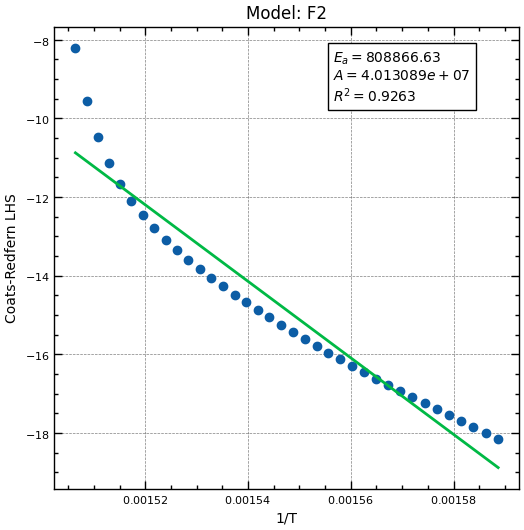 Model: F2
E_a = 808866.63
A = 4.013089e + 07
R^2 = 0.9263
Coats-Redfern LHS
−8
−10
−12
−14
−16
−18
0.00152
0.00154
0.00156
0.00158
1/T